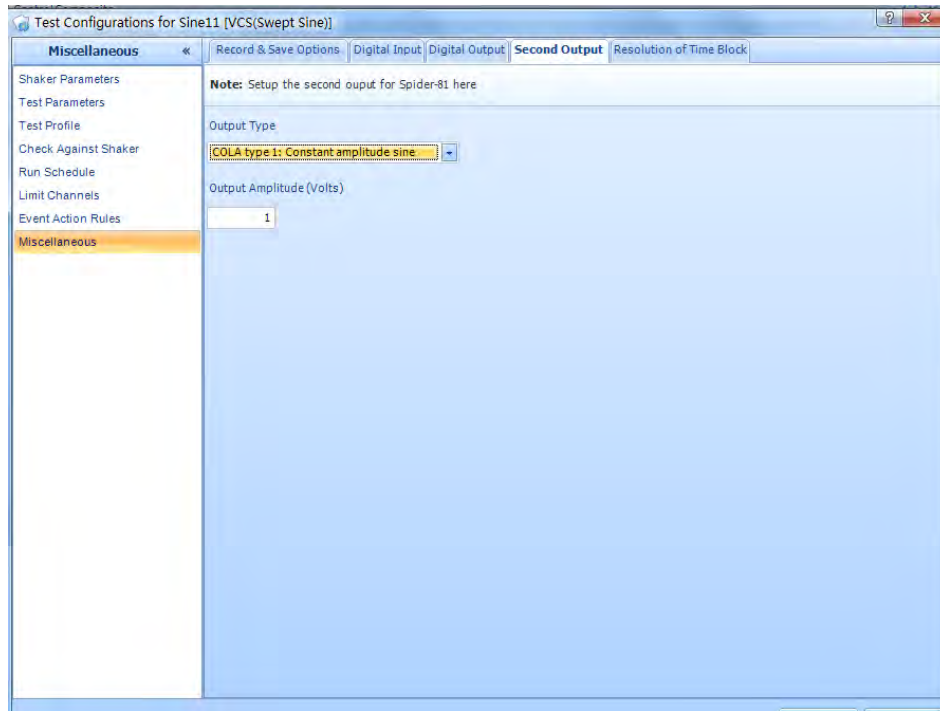 Test Configurations for Sine11 [VCS(Swept Sine)]
Miscellaneous «
Record & Save Options Digital Input Digital Output Second Output Resolution of Time Block
Shaker Parameters
Test Parameters
Test Profile
Check Against Shaker
Run Schedule
Limit Channels
Event Action Rules
Miscellaneous
Note: Setup the second ouput for Spider-81 here
Output Type
COLA type 1: Constant amplitude sine
Output Amplitude (Volts)
1